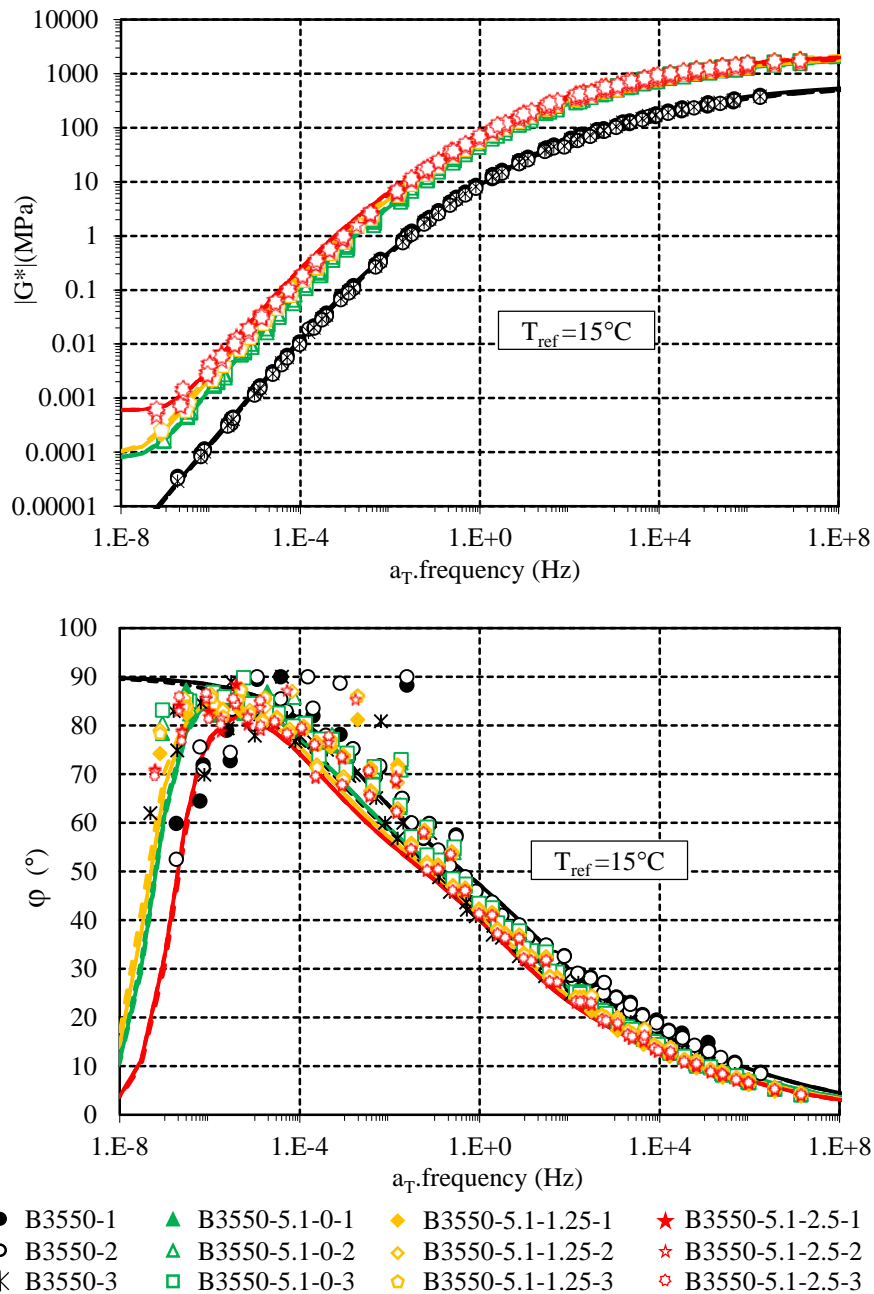 10000
1000
100
10
1
0.1
0.01
0.001
0.0001
0.00001
|G*|(MPa)
T_ref=15°C
1.E-8 1.E-4 1.E+0 1.E+4 1.E+8
a_T.frequency (Hz)
100
90
80
70
60
50
40
30
20
10
0
φ (°)
T_ref=15°C
1.E-8 1.E-4 1.E+0 1.E+4 1.E+8
a_T.frequency (Hz)
B3550-1 B3550-5.1-0-1 B3550-5.1-1.25-1 B3550-5.1-2.5-1
B3550-2 B3550-5.1-0-2 B3550-5.1-1.25-2 B3550-5.1-2.5-2
B3550-3 B3550-5.1-0-3 B3550-5.1-1.25-3 B3550-5.1-2.5-3